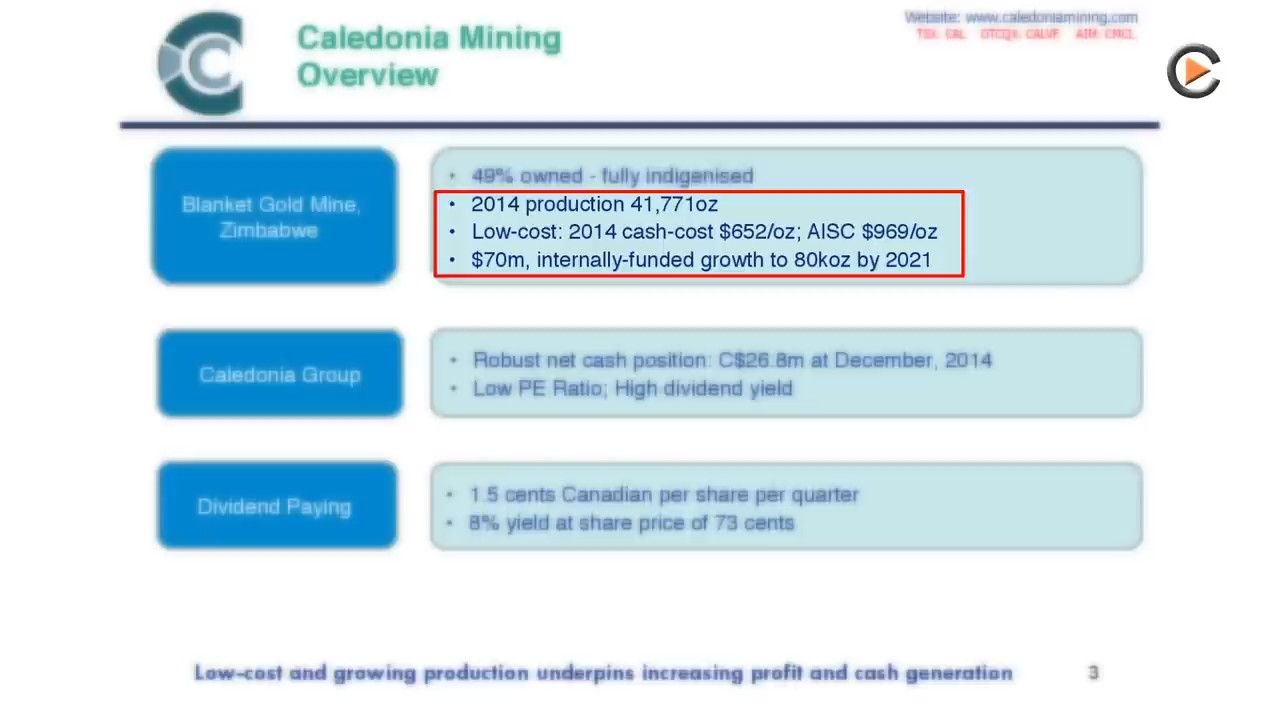 Caledonia Mining
Overview
Website: www.caledoniamining.com
TSX: CAL OTCQX: CALVF AIM: CMCL
Blanket Gold Mine,
Zimbabwe
• 49% owned - fully indigenised
• 2014 production 41,771oz
• Low-cost: 2014 cash-cost $652/oz; AISC $969/oz
• $70m, internally-funded growth to 80koz by 2021
Caledonia Group
• Robust net cash position: C$26.8m at December, 2014
• Low PE Ratio; High dividend yield
Dividend Paying
• 1.5 cents Canadian per share per quarter
• 8% yield at share price of 73 cents
Low-cost and growing production underpins increasing profit and cash generation
3